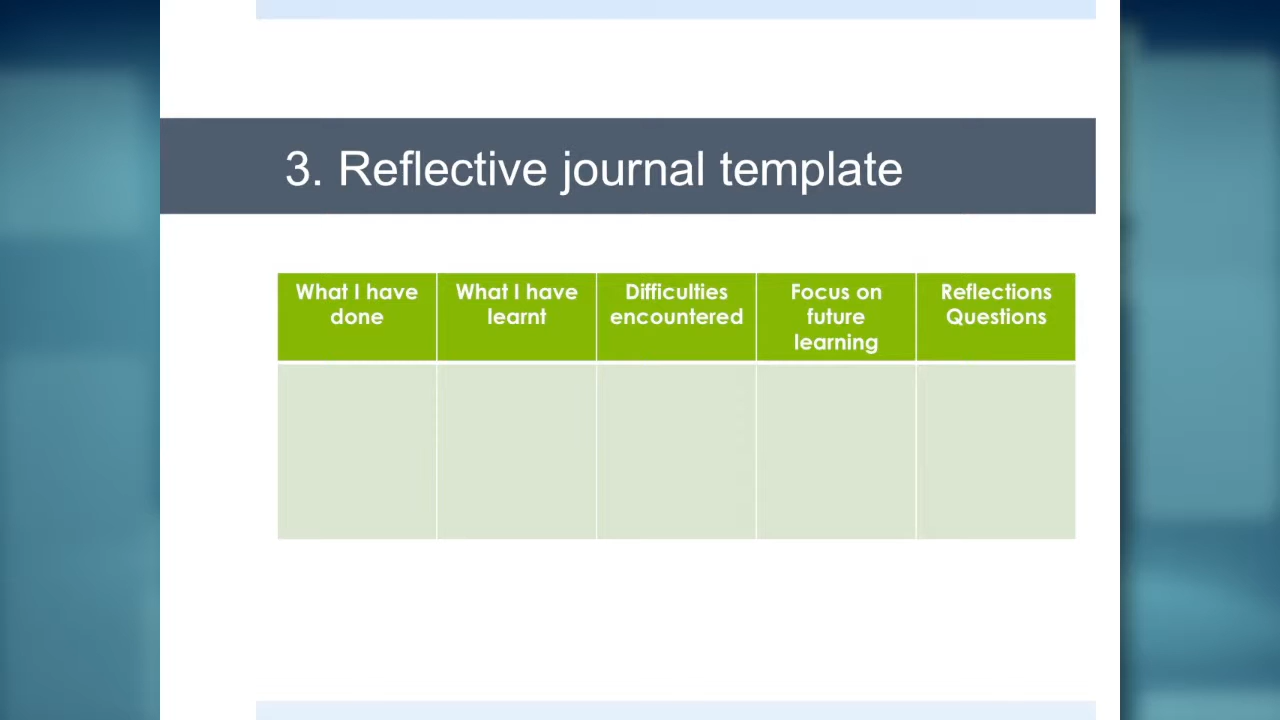 3. Reflective journal template
What I have
done
What I have
learnt
Difficulties
encountered
Focus on
future
learning
Reflections
Questions